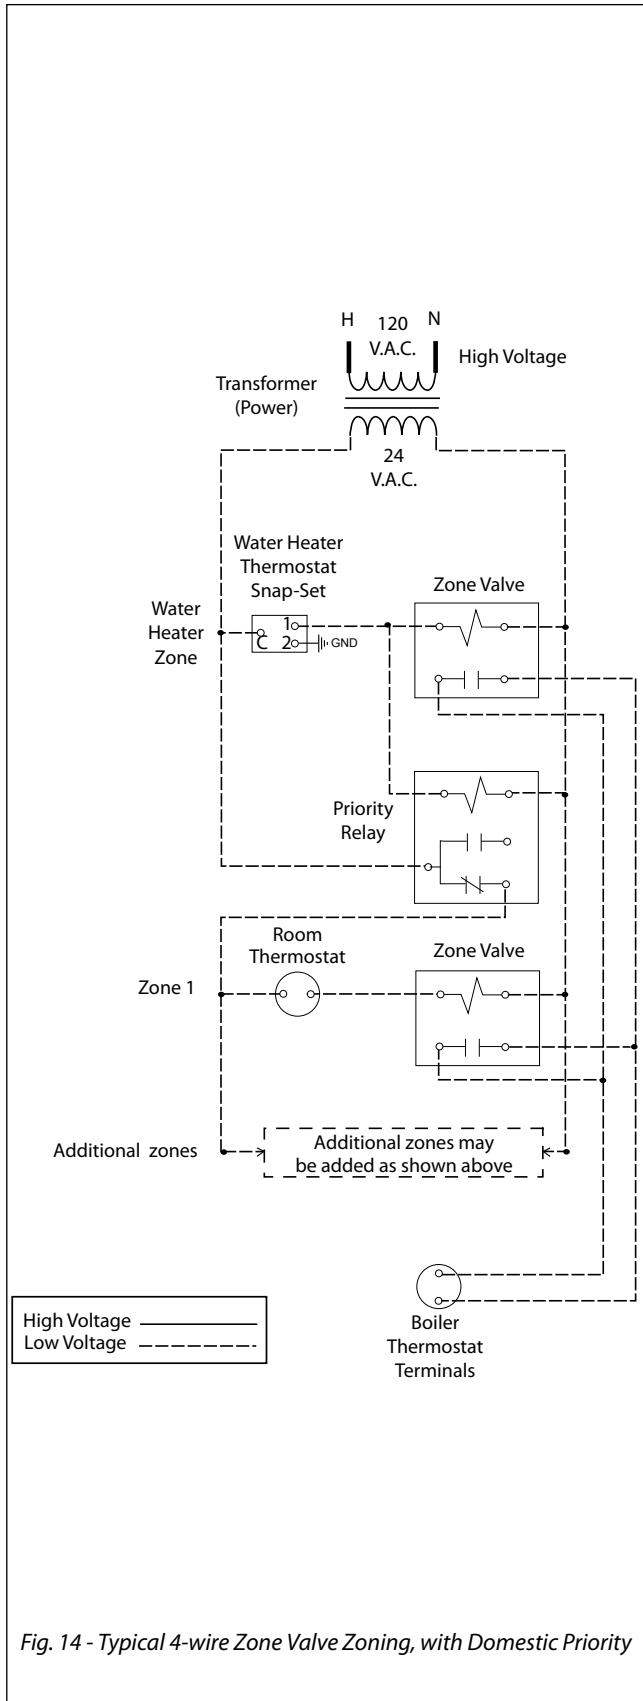 H 120 N
V.A.C.
High Voltage
Transformer
(Power)
24
V.A.C.
Water Heater
Thermostat
Snap-Set
Zone Valve
Water
Heater
Zone
1
C 2
GND
Priority
Relay
Room
Thermostat
Zone Valve
Zone 1
Additional zones
Additional zones may
be added as shown above
High Voltage
Low Voltage
Boiler
Thermostat
Terminals
Fig. 14 - Typical 4-wire Zone Valve Zoning, with Domestic Priority